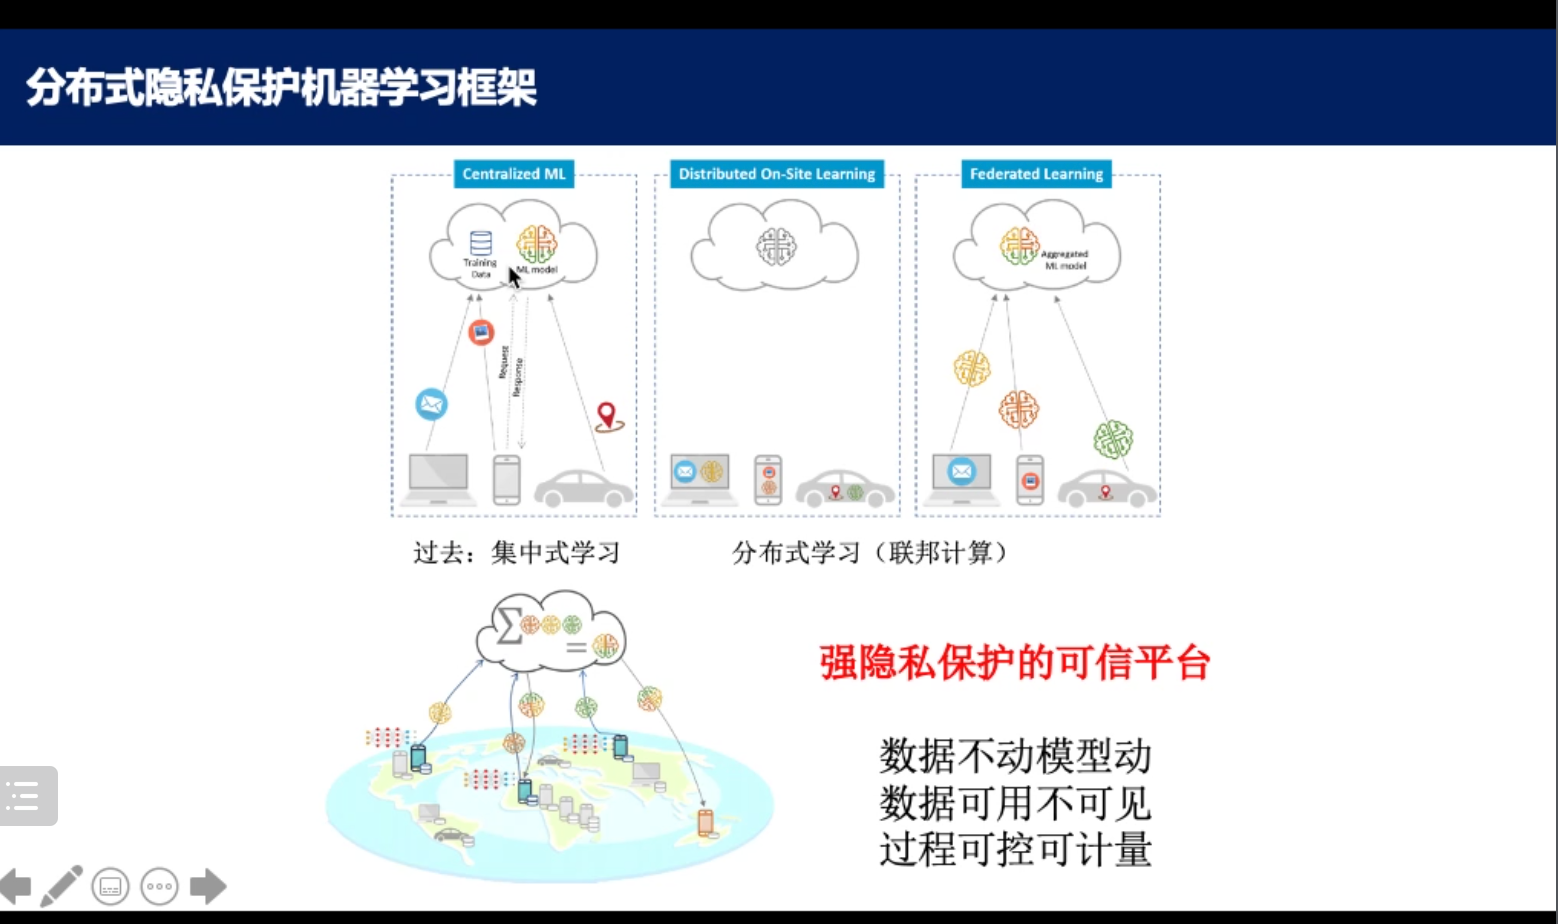 分布式隐私保护机器学习框架
Centralized ML
Distributed On-Site Learning
Federated Learning
Training
Data
ML model
Aggregated
ML model
Request
Response
过去：集中式学习
分布式学习（联邦计算）
Σ
=
强隐私保护的可信平台
数据不动模型动
数据可用不可见
过程可控可计量